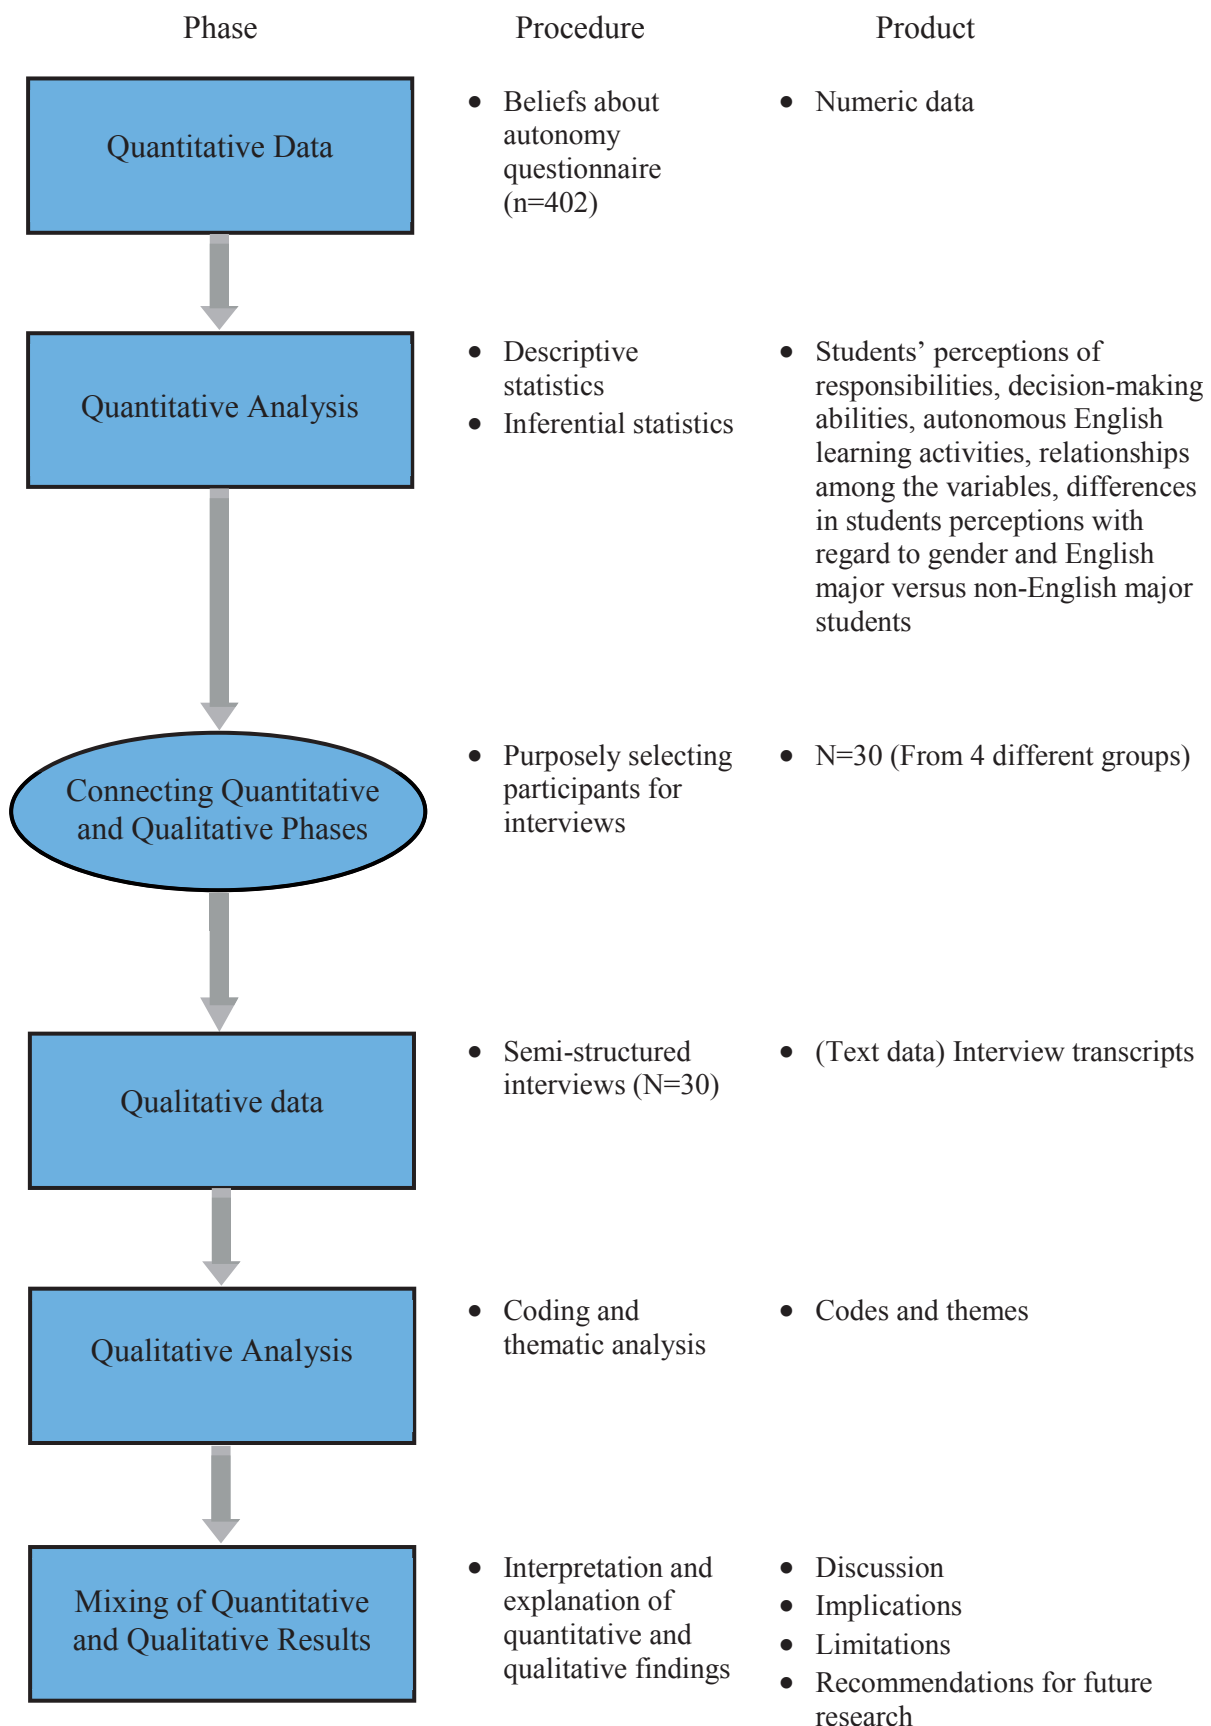 Phase
Procedure
Product
Quantitative Data
• Beliefs about
autonomy
questionnaire
(n=402)
• Numeric data
Quantitative Analysis
• Descriptive
statistics
• Inferential statistics
• Students’ perceptions of
responsibilities, decision-making
abilities, autonomous English
learning activities, relationships
among the variables, differences
in students perceptions with
regard to gender and English
major versus non-English major
students
Connecting Quantitative
and Qualitative Phases
• Purposely selecting
participants for
interviews
• N=30 (From 4 different groups)
Qualitative data
• Semi-structured
interviews (N=30)
• (Text data) Interview transcripts
Qualitative Analysis
• Coding and
thematic analysis
• Codes and themes
Mixing of Quantitative
and Qualitative Results
• Interpretation and
explanation of
quantitative and
qualitative findings
• Discussion
• Implications
• Limitations
• Recommendations for future
research